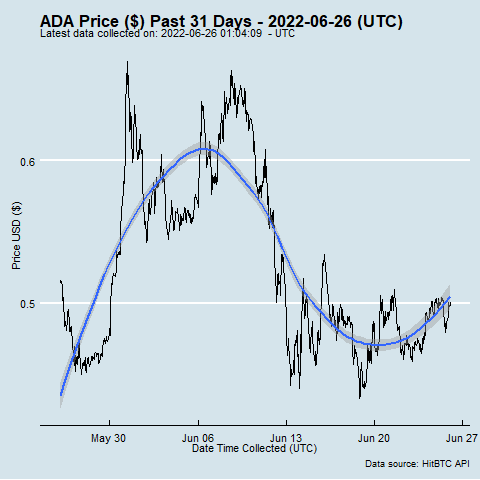 ADA Price ($) Past 31 Days - 2022-06-26 (UTC)
Latest data collected on: 2022-06-26 01:04:09 - UTC
0.6
Price USD ($)
0.5
May 30 Jun 06 Jun 13 Jun 20 Jun 27
Date Time Collected (UTC)
Data source: HitBTC API